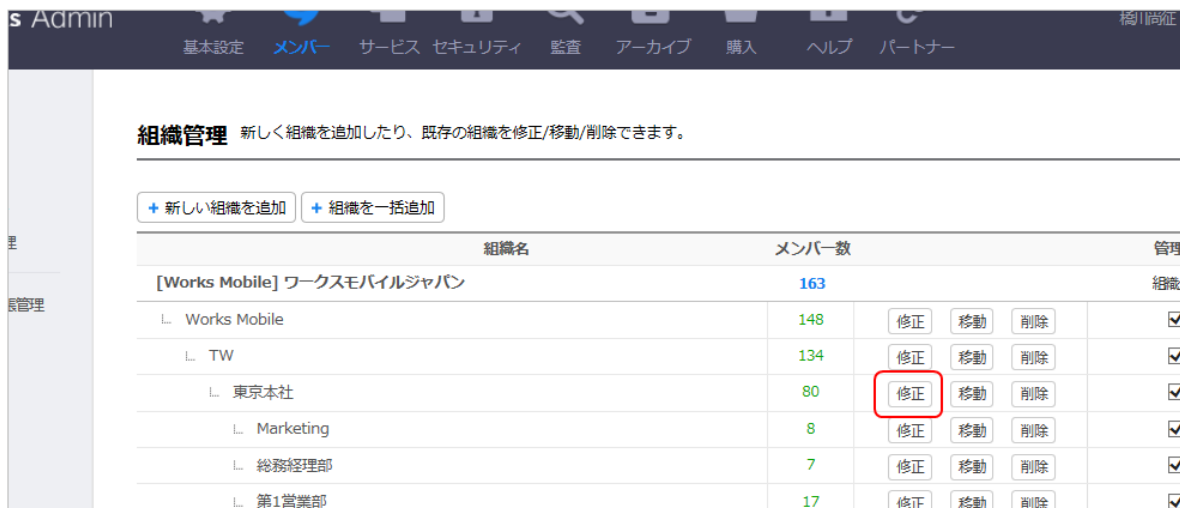 s Admin
橋川尚征
基本設定 メンバー サービス セキュリティ 監査 アーカイブ 購入 ヘルプ パートナー
組織管理 新しく組織を追加したり、既存の組織を修正/移動/削除できます。
+ 新しい組織を追加 + 組織を一括追加
理
組織名 メンバー数 管理
[Works Mobile] ワークスモバイルジャパン 163 組織
長管理
Works Mobile 148 修正 移動 削除
TW 134 修正 移動 削除
東京本社 80 修正 移動 削除
Marketing 8 修正 移動 削除
総務経理部 7 修正 移動 削除
第1営業部 17 修正 移動 削除